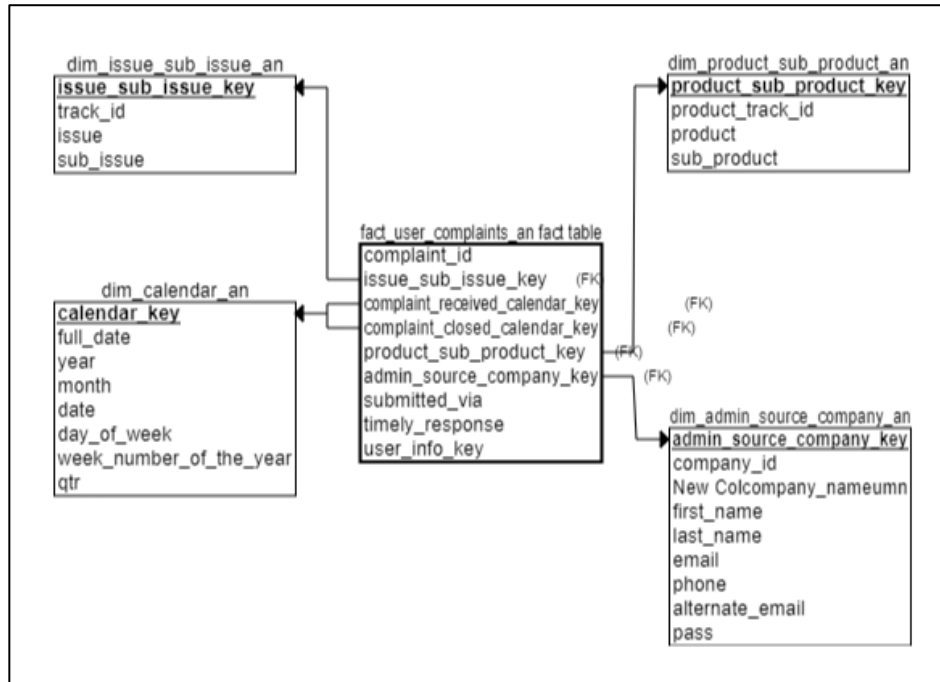 dim_issue_sub_issue_an
issue_sub_issue_key
track_id
issue
sub_issue
dim_product_sub_product_an
product_sub_product_key
product_track_id
product
sub_product
fact_user_complaints_an fact table
complaint_id
issue_sub_issue_key (FK)
complaint_received_calendar_key (FK)
complaint_closed_calendar_key (FK)
product_sub_product_key (FK)
admin_source_company_key (FK)
submitted_via
timely_response
user_info_key
dim_calendar_an
calendar_key
full_date
year
month
date
day_of_week
week_number_of_the_year
qtr
dim_admin_source_company_an
admin_source_company_key
company_id
New Colcompany_nameumn
first_name
last_name
email
phone
alternate_email
pass